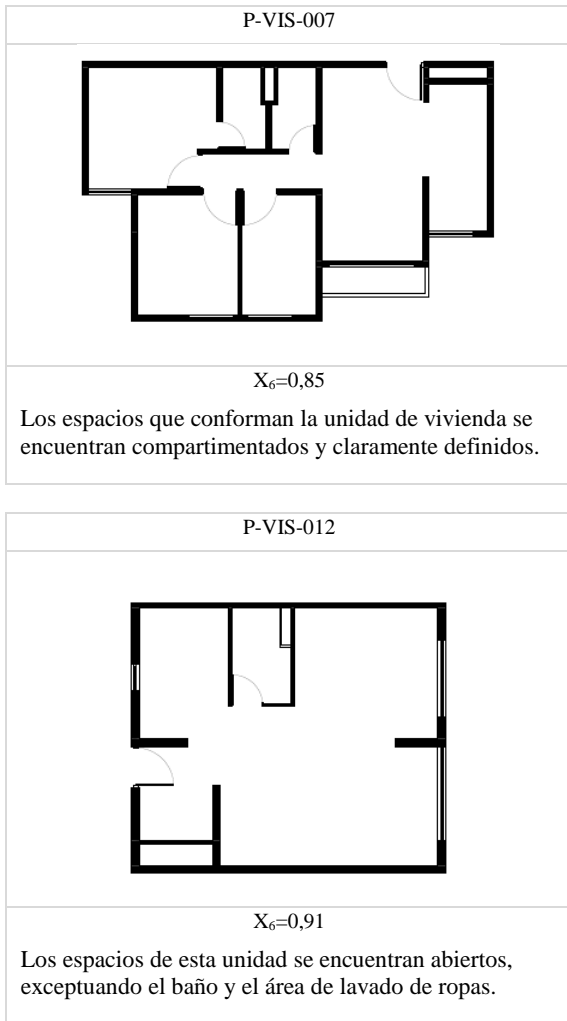 P-VIS-007
X₆=0,85
Los espacios que conforman la unidad de vivienda se
encuentran compartimentados y claramente definidos.
P-VIS-012
X₆=0,91
Los espacios de esta unidad se encuentran abiertos,
exceptuando el baño y el área de lavado de ropas.